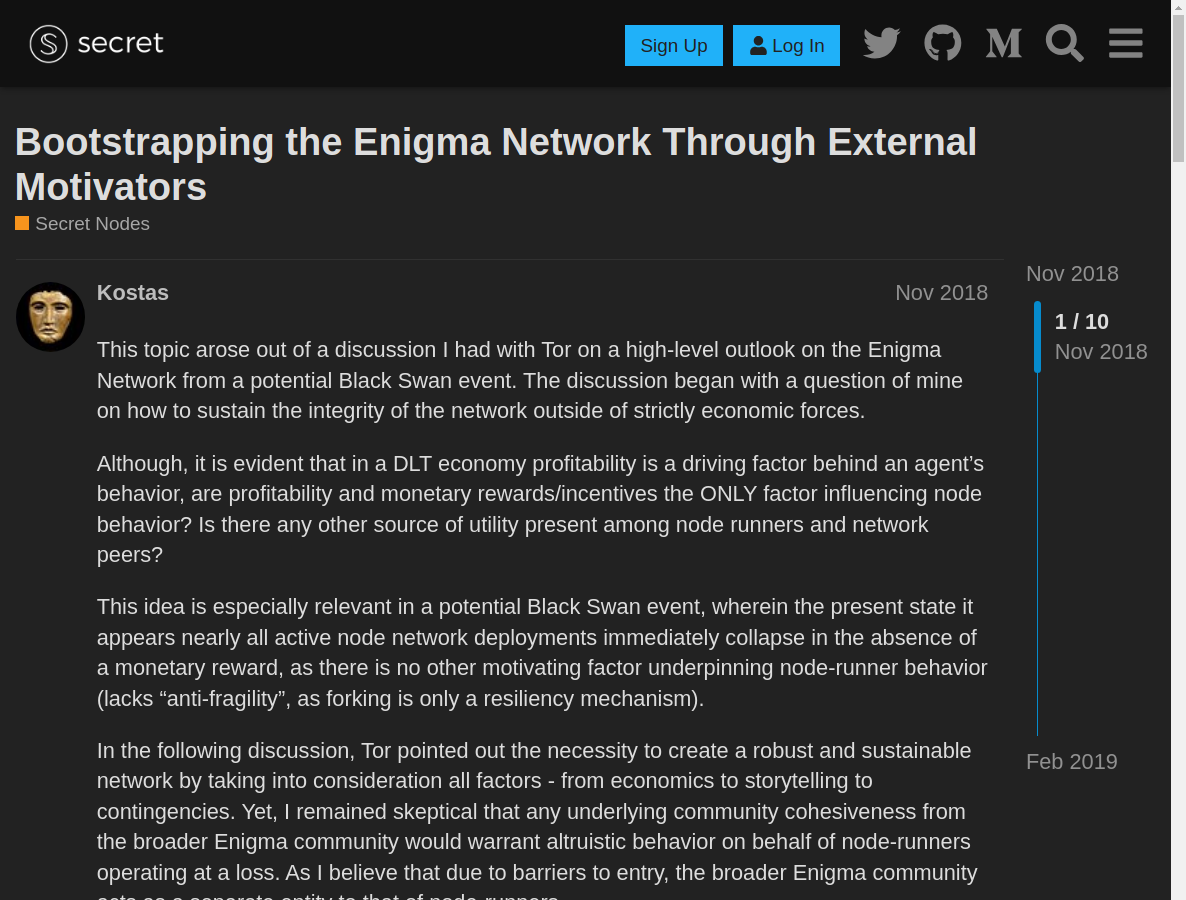 secret
Sign Up
Log In
Bootstrapping the Enigma Network Through External
Motivators
Secret Nodes
Kostas
Nov 2018
This topic arose out of a discussion I had with Tor on a high-level outlook on the Enigma
Network from a potential Black Swan event. The discussion began with a question of mine
on how to sustain the integrity of the network outside of strictly economic forces.
Although, it is evident that in a DLT economy profitability is a driving factor behind an agent’s
behavior, are profitability and monetary rewards/incentives the ONLY factor influencing node
behavior? Is there any other source of utility present among node runners and network
peers?
This idea is especially relevant in a potential Black Swan event, wherein the present state it
appears nearly all active node network deployments immediately collapse in the absence of
a monetary reward, as there is no other motivating factor underpinning node-runner behavior
(lacks “anti-fragility”, as forking is only a resiliency mechanism).
In the following discussion, Tor pointed out the necessity to create a robust and sustainable
network by taking into consideration all factors - from economics to storytelling to
contingencies. Yet, I remained skeptical that any underlying community cohesiveness from
the broader Enigma community would warrant altruistic behavior on behalf of node-runners
operating at a loss. As I believe that due to barriers to entry, the broader Enigma community
acts as a separate entity to that of node-runners.
Nov 2018
1 / 10
Nov 2018
Feb 2019